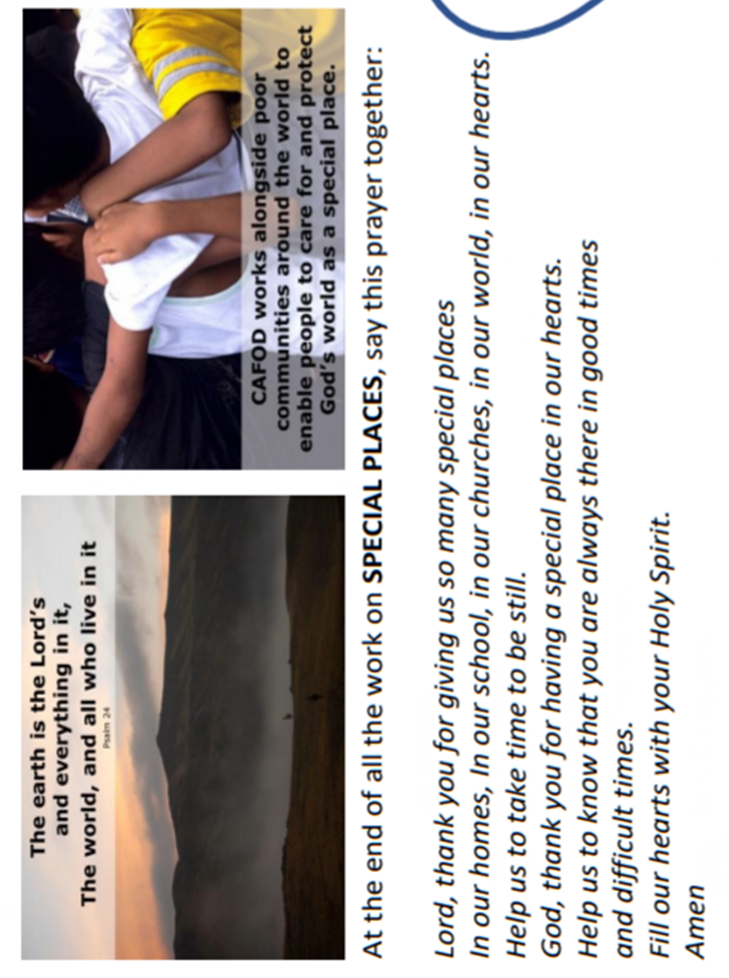 The earth is the Lord's
and everything in it,
The world, and all who live in it
Psalm 24
CAFOD works alongside poor
communities around the world to
enable people to care for and protect
God's world as a special place.
At the end of all the work on SPECIAL PLACES, say this prayer together:
Lord, thank you for giving us so many special places
In our homes, In our school, in our churches, in our world, in our hearts.
Help us to take time to be still.
God, thank you for having a special place in our hearts.
Help us to know that you are always there in good times
and difficult times.
Fill our hearts with your Holy Spirit.
Amen